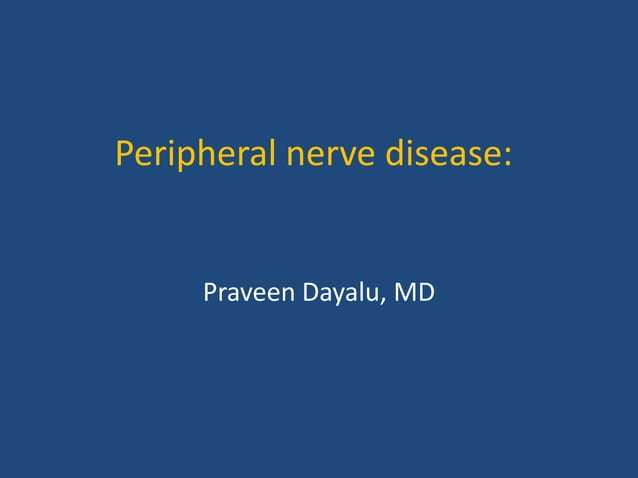 Peripheral nerve disease:
Praveen Dayalu, MD